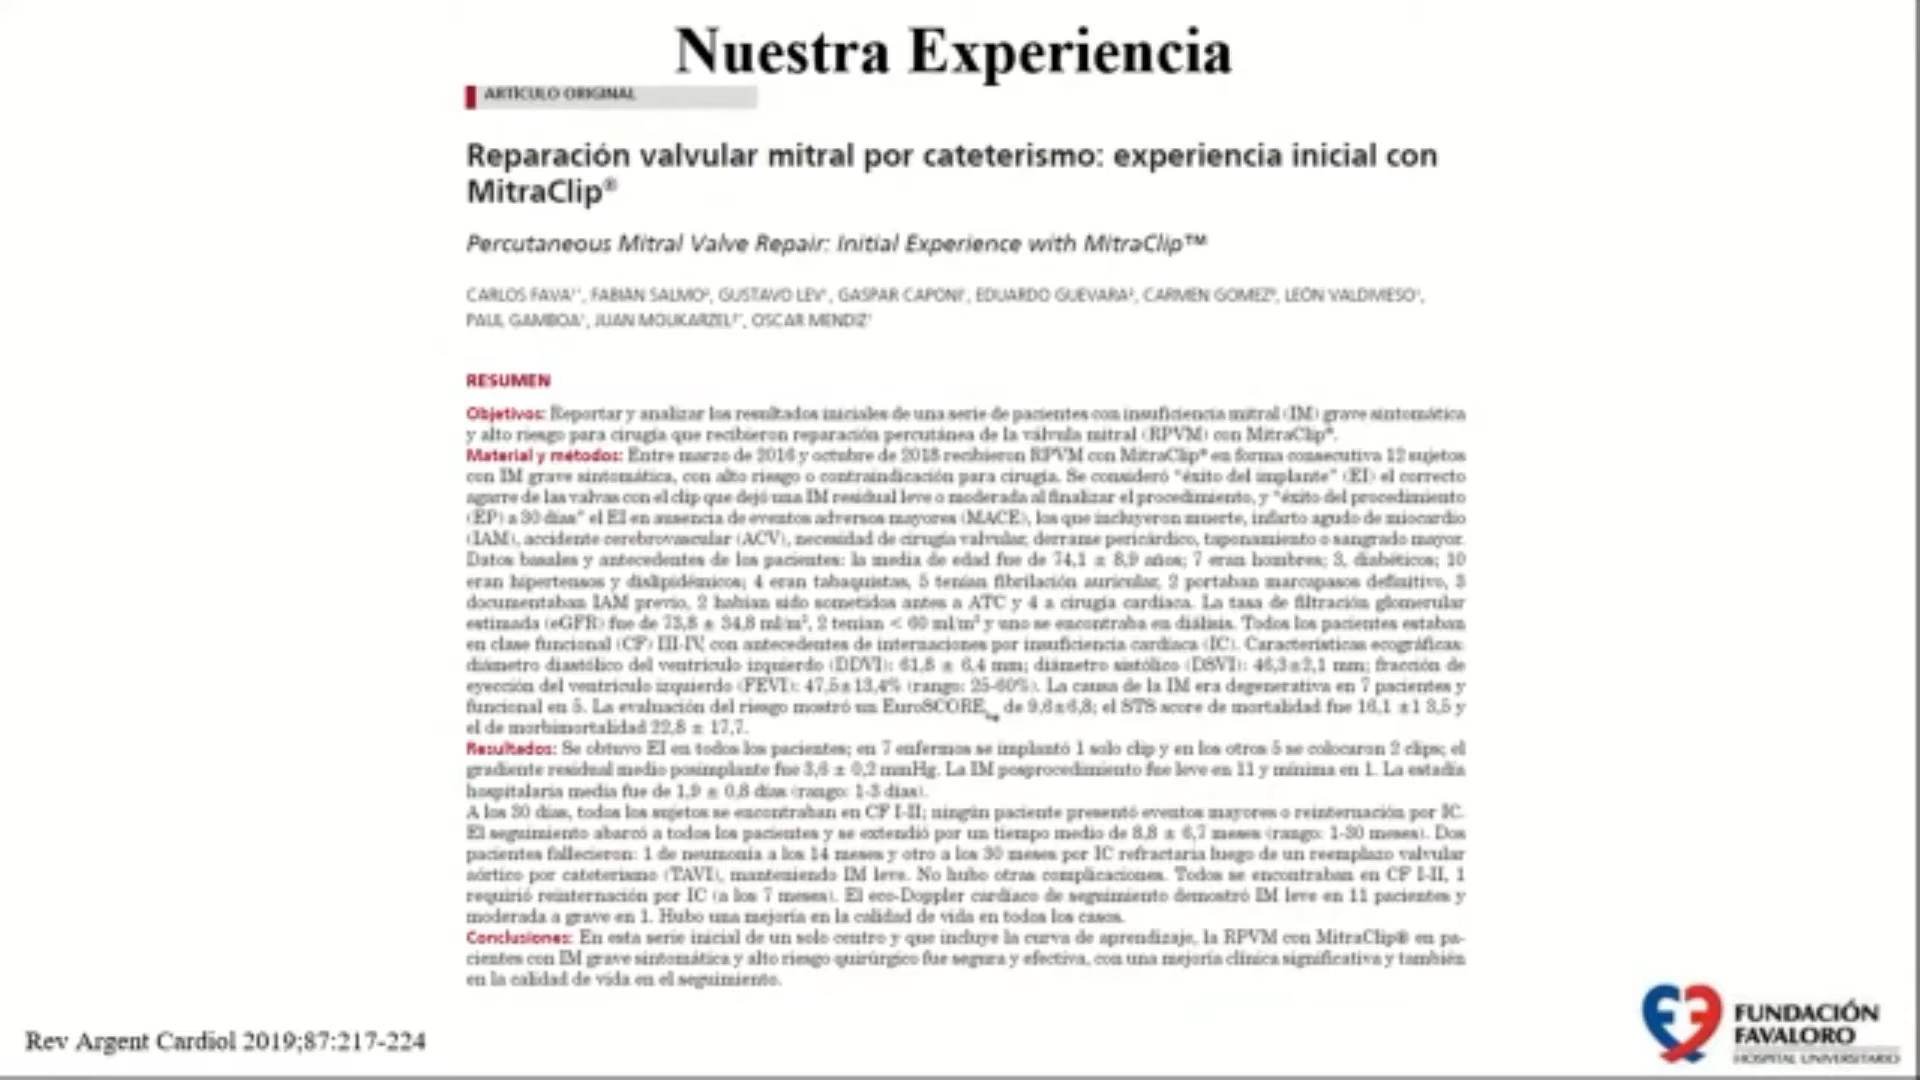 Nuestra Experiencia
ARTÍCULO ORIGINAL
Reparación valvular mitral por cateterismo: experiencia inicial con
MitraClip®
Percutaneous Mitral Valve Repair: Initial Experience with MitraClip™
CARLOS FAVA, FABIÁN SALMO, GUSTAVO LEV, GASPAR CAPONI, EDUARDO GUEVARA, CARMEN GOMEZ, LEÓN VALDIVIESO,
PAUL GAMBOA, JUAN MOUKARZEL, OSCAR MENDIZ
RESUMEN
Objetivos: Reportar y analizar los resultados iniciales de una serie de pacientes con insuficiencia mitral (IM) grave sintomática
y alto riesgo para cirugía que recibieron reparación percutánea de la válvula mitral (RPVM) con MitraClip®.
Material y métodos: Entre marzo de 2016 y octubre de 2018 recibieron RPVM con MitraClip® en forma consecutiva 12 sujetos
con IM grave sintomática, con alto riesgo o contraindicación para cirugía. Se consideró "éxito del implante" (EI) el correcto
agarre de las valvas con el clip que dejó una IM residual leve o moderada al finalizar el procedimiento, y "éxito del procedimiento
(EP) a 30 días" el EI en ausencia de eventos adversos mayores (MACE), los que incluyeron muerte, infarto agudo de miocardio
(IAM), accidente cerebrovascular (ACV), necesidad de cirugía valvular, derrame pericárdico, taponamiento o sangrado mayor.
Datos basales y antecedentes de los pacientes: la media de edad fue de 74,1 ± 8,9 años; 7 eran hombres; 3, diabéticos; 10
eran hipertensos y dislipidémicos; 4 eran tabaquistas, 5 tenían fibrilación auricular, 2 portaban marcapasos definitivo, 3
documentaban IAM previo, 2 habían sido sometidos antes a ATC y 4 a cirugía cardíaca. La tasa de filtración glomerular
estimada (eGFR) fue de 73,8 ± 34,8 ml/m², 2 tenían < 60 ml/m² y uno se encontraba en diálisis. Todos los pacientes estaban
en clase funcional (CF) III-IV, con antecedentes de internaciones por insuficiencia cardíaca (IC). Características ecográficas:
diámetro diastólico del ventrículo izquierdo (DDVI): 61,8 ± 6,4 mm; diámetro sistólico (DSVI): 46,3±2,1 mm; fracción de
eyección del ventrículo izquierdo (FEVI): 47,5±13,4% (rango: 25-60%). La causa de la IM era degenerativa en 7 pacientes y
funcional en 5. La evaluación del riesgo mostró un EuroSCORE de 9,6±6,8; el STS score de mortalidad fue 16,1 ±1 3,5 y
el de morbimortalidad 22,8 ± 17,7.
Resultados: Se obtuvo EI en todos los pacientes; en 7 enfermos se implantó 1 solo clip y en los otros 5 se colocaron 2 clips; el
gradiente residual medio posimplante fue 3,6 ± 0,2 mmHg. La IM posprocedimiento fue leve en 11 y mínima en 1. La estadía
hospitalaria media fue de 1,9 ± 0,8 días (rango: 1-3 días).
A los 30 días, todos los sujetos se encontraban en CF I-II; ningún paciente presentó eventos mayores o reinternación por IC.
El seguimiento abarcó a todos los pacientes y se extendió por un tiempo medio de 8,8 ± 6,7 meses (rango: 1-30 meses). Dos
pacientes fallecieron: 1 de neumonía a los 14 meses y otro a los 30 meses por IC refractaria luego de un reemplazo valvular
aórtico por cateterismo (TAVI), manteniendo IM leve. No hubo otras complicaciones. Todos se encontraban en CF I-II, 1
requirió reinternación por IC (a los 7 meses). El eco-Doppler cardíaco de seguimiento demostró IM leve en 11 pacientes y
moderada a grave en 1. Hubo una mejoría en la calidad de vida en todos los casos.
Conclusiones: En esta serie inicial de un solo centro y que incluye la curva de aprendizaje, la RPVM con MitraClip® en pa-
cientes con IM grave sintomática y alto riesgo quirúrgico fue segura y efectiva, con una mejoría clínica significativa y también
en la calidad de vida en el seguimiento.
Rev Argent Cardiol 2019;87:217-224
FUNDACIÓN
FAVALORO
HOSPITAL UNIVERSITARIO